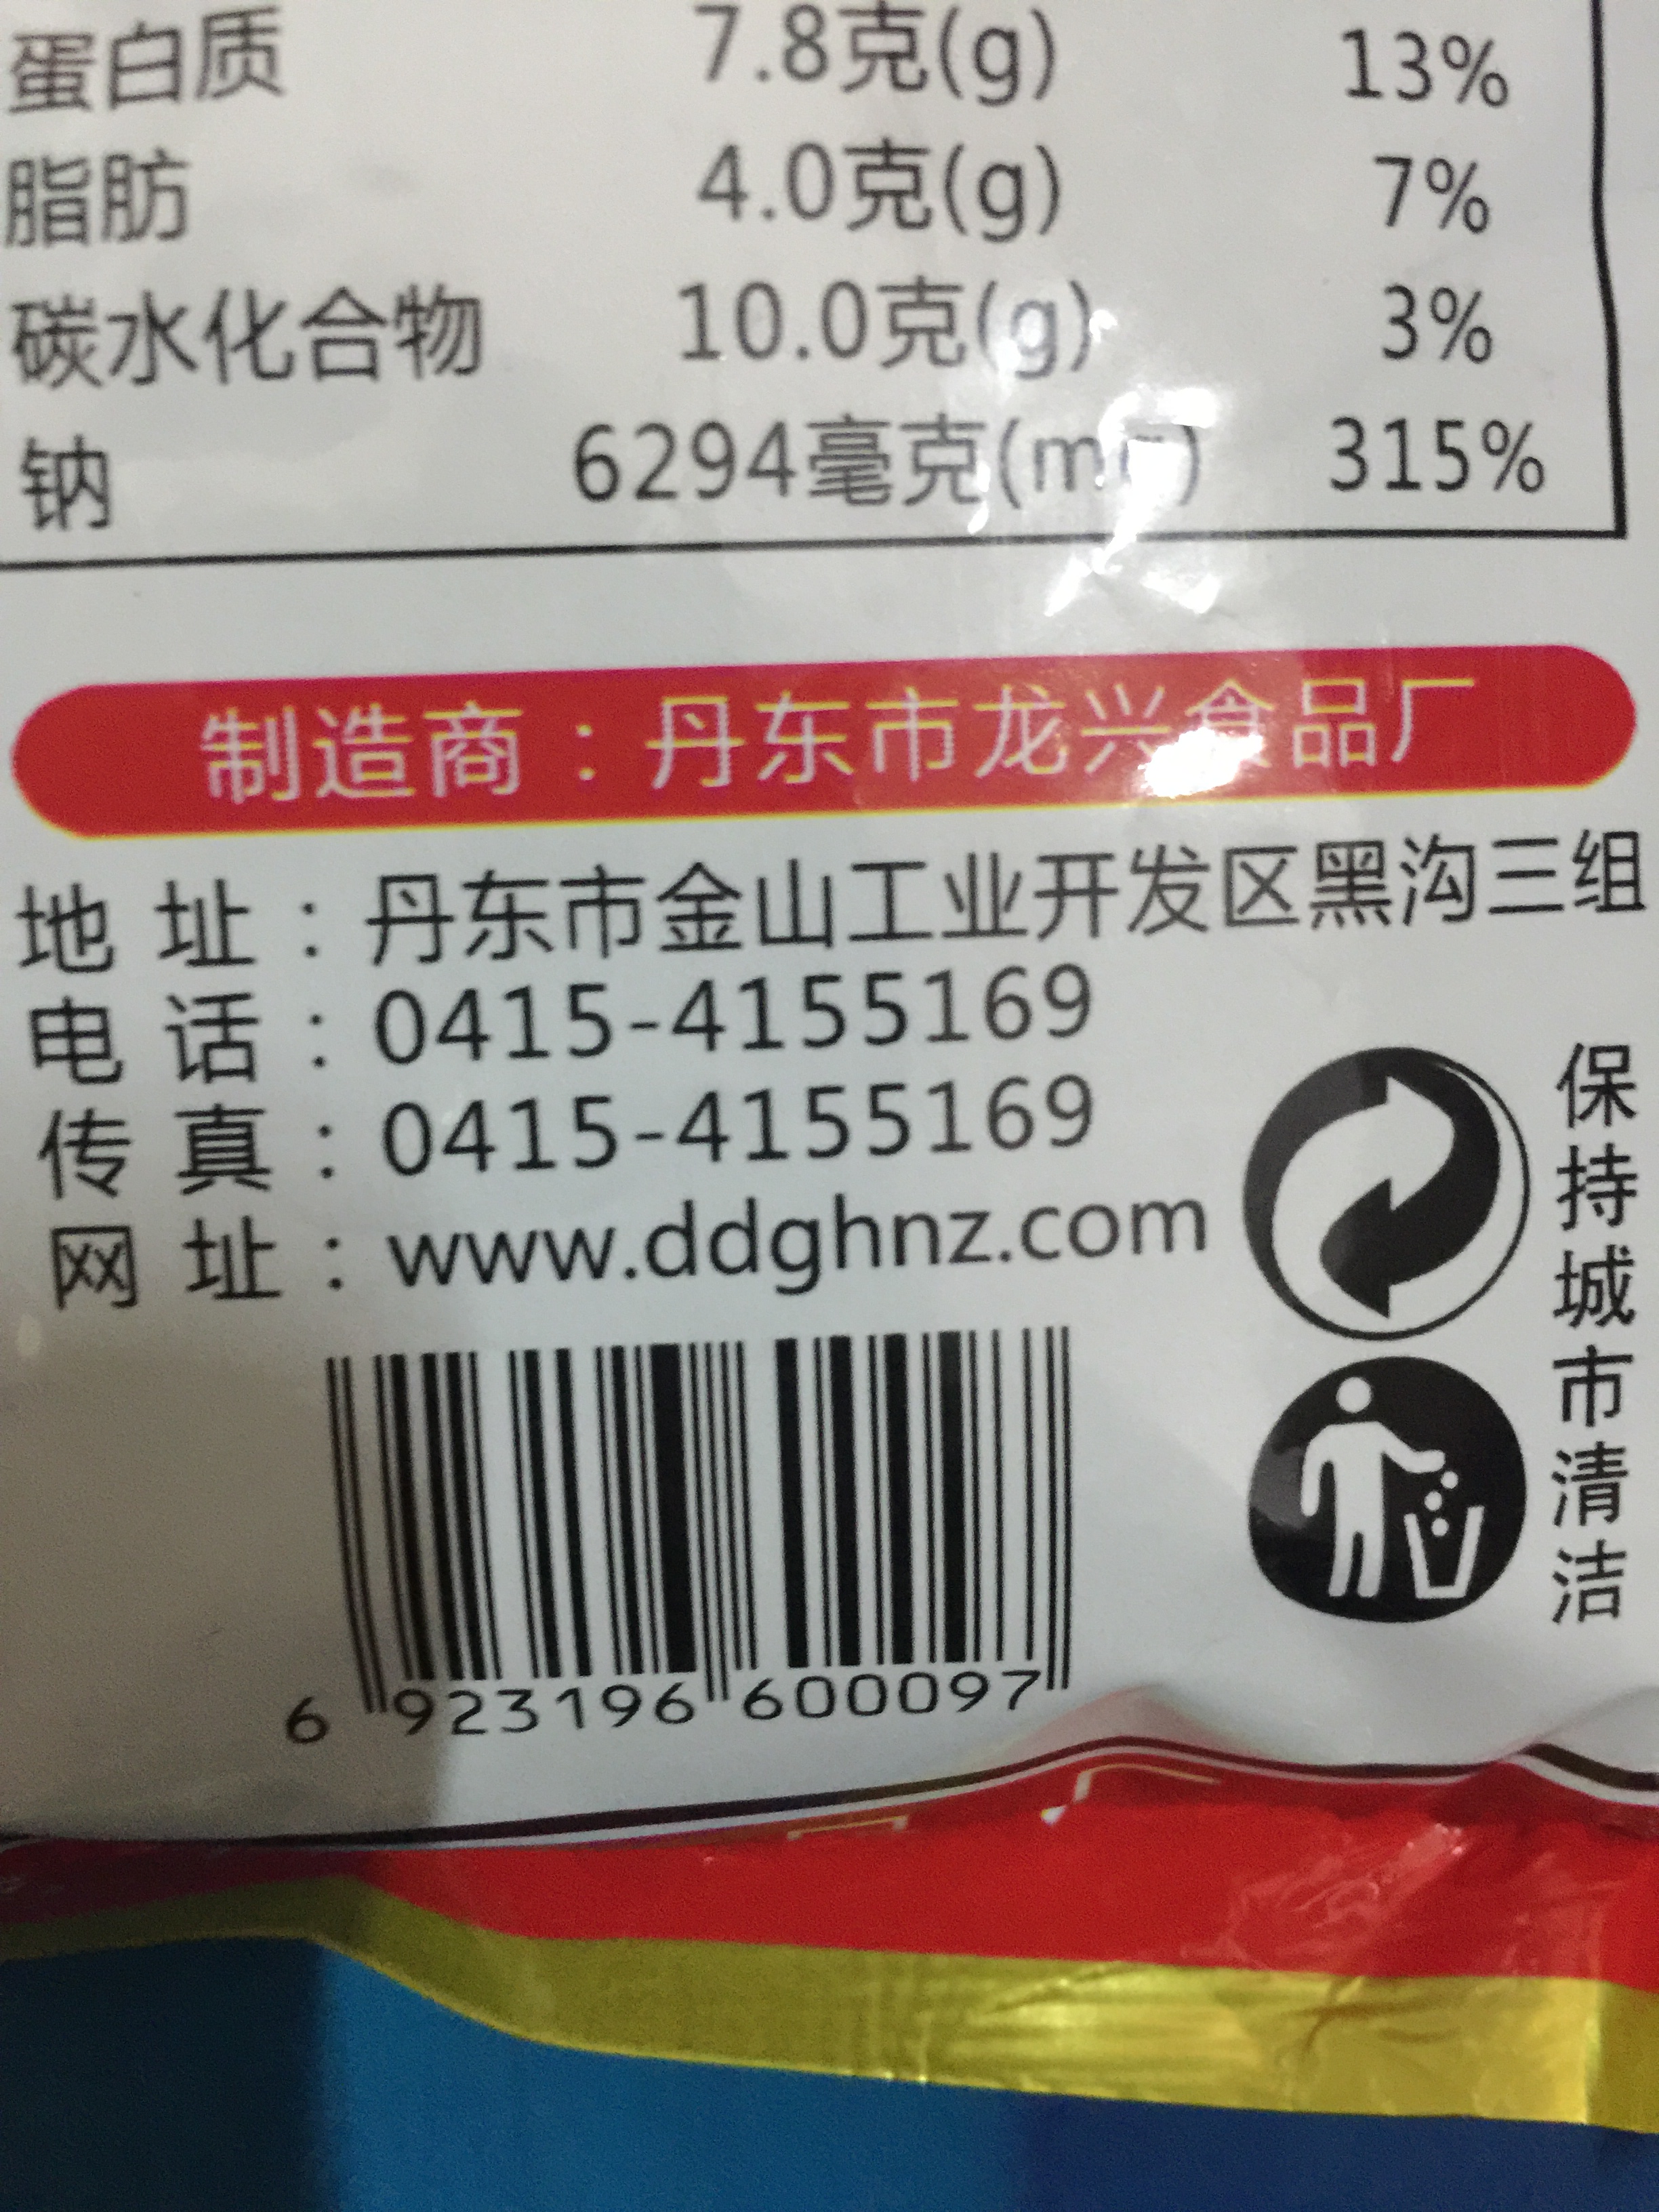 蛋白质 7.8克(g) 13%
脂肪 4.0克(g) 7%
碳水化合物 10.0克(g) 3%
钠 6294毫克(mg) 315%
制造商：丹东市龙兴食品厂
地址：丹东市金山工业开发区黑沟三组
电话：0415-4155169
传真：0415-4155169
网址：www.ddghnz.com
保持城市清洁
6 923196 600097